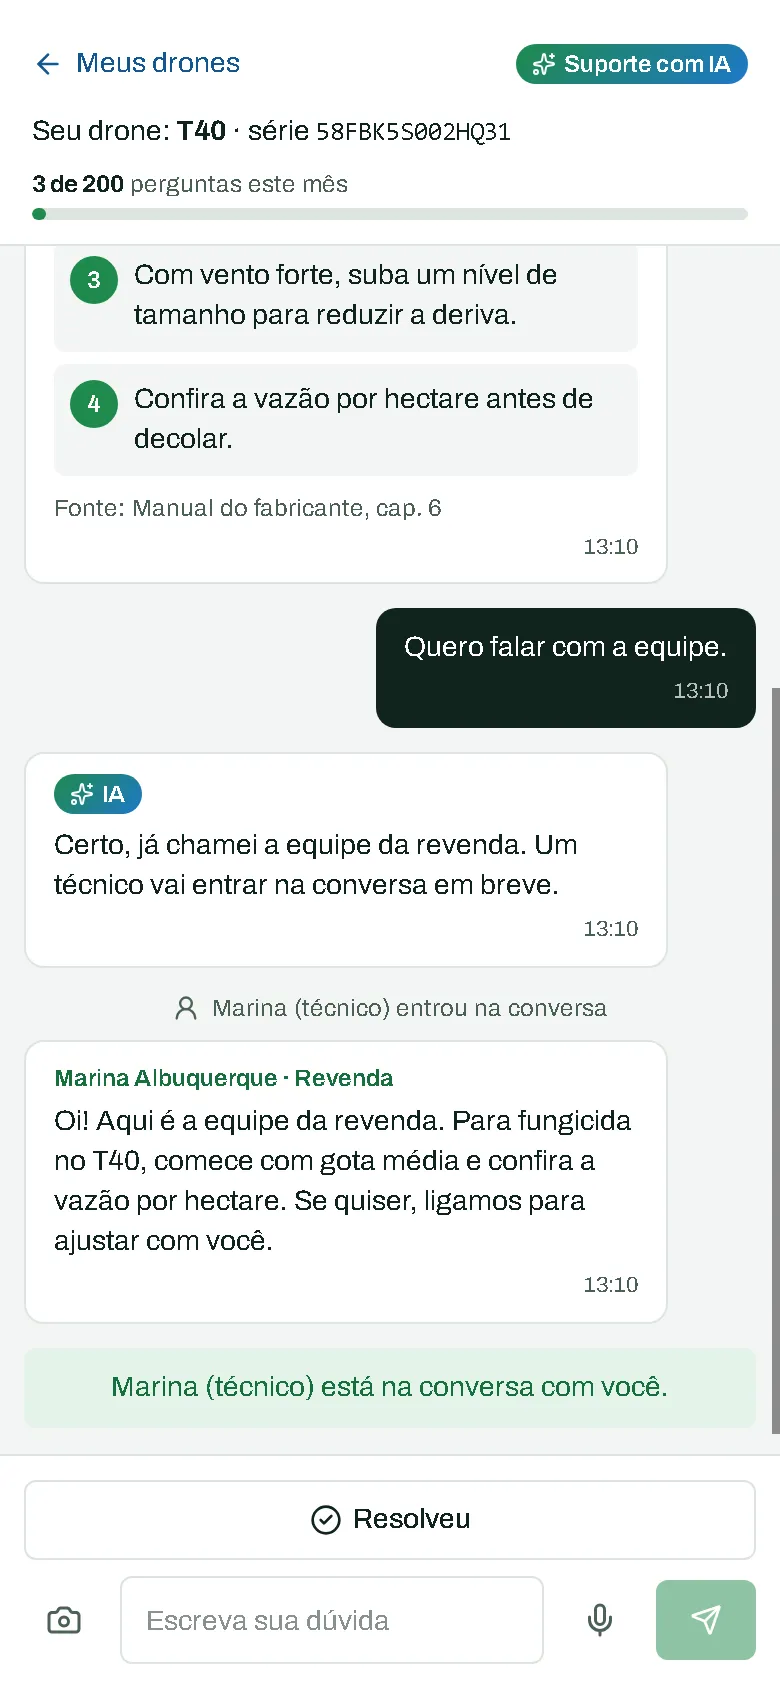 Meus drones
Suporte com IA
Seu drone: T40 · série 58FBK5S002HQ31
3 de 200 perguntas este mês
3
Com vento forte, suba um nível de
tamanho para reduzir a deriva.
4
Confira a vazão por hectare antes de
decolar.
Fonte: Manual do fabricante, cap. 6
13:10
Quero falar com a equipe.
13:10
IA
Certo, já chamei a equipe da revenda. Um
técnico vai entrar na conversa em breve.
13:10
Marina (técnico) entrou na conversa
Marina Albuquerque · Revenda
Oi! Aqui é a equipe da revenda. Para fungicida
no T40, comece com gota média e confira a
vazão por hectare. Se quiser, ligamos para
ajustar com você.
13:10
Marina (técnico) está na conversa com você.
Resolveu
Escreva sua dúvida